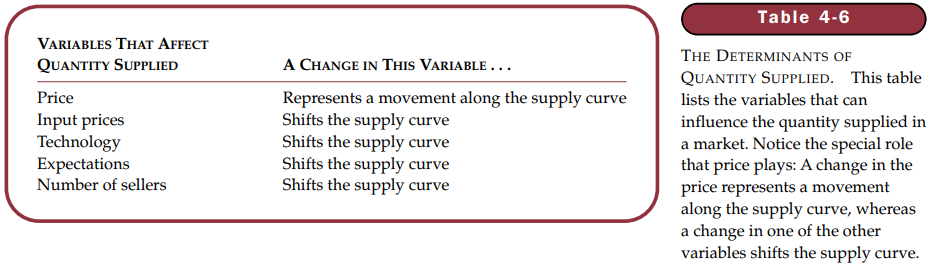 VARIABLES THAT AFFECT
QUANTITY SUPPLIED A CHANGE IN THIS VARIABLE . . .
Price Represents a movement along the supply curve
Input prices Shifts the supply curve
Technology Shifts the supply curve
Expectations Shifts the supply curve
Number of sellers Shifts the supply curve
Table 4-6
THE DETERMINANTS OF
QUANTITY SUPPLIED. This table
lists the variables that can
influence the quantity supplied in
a market. Notice the special role
that price plays: A change in the
price represents a movement
along the supply curve, whereas
a change in one of the other
variables shifts the supply curve.